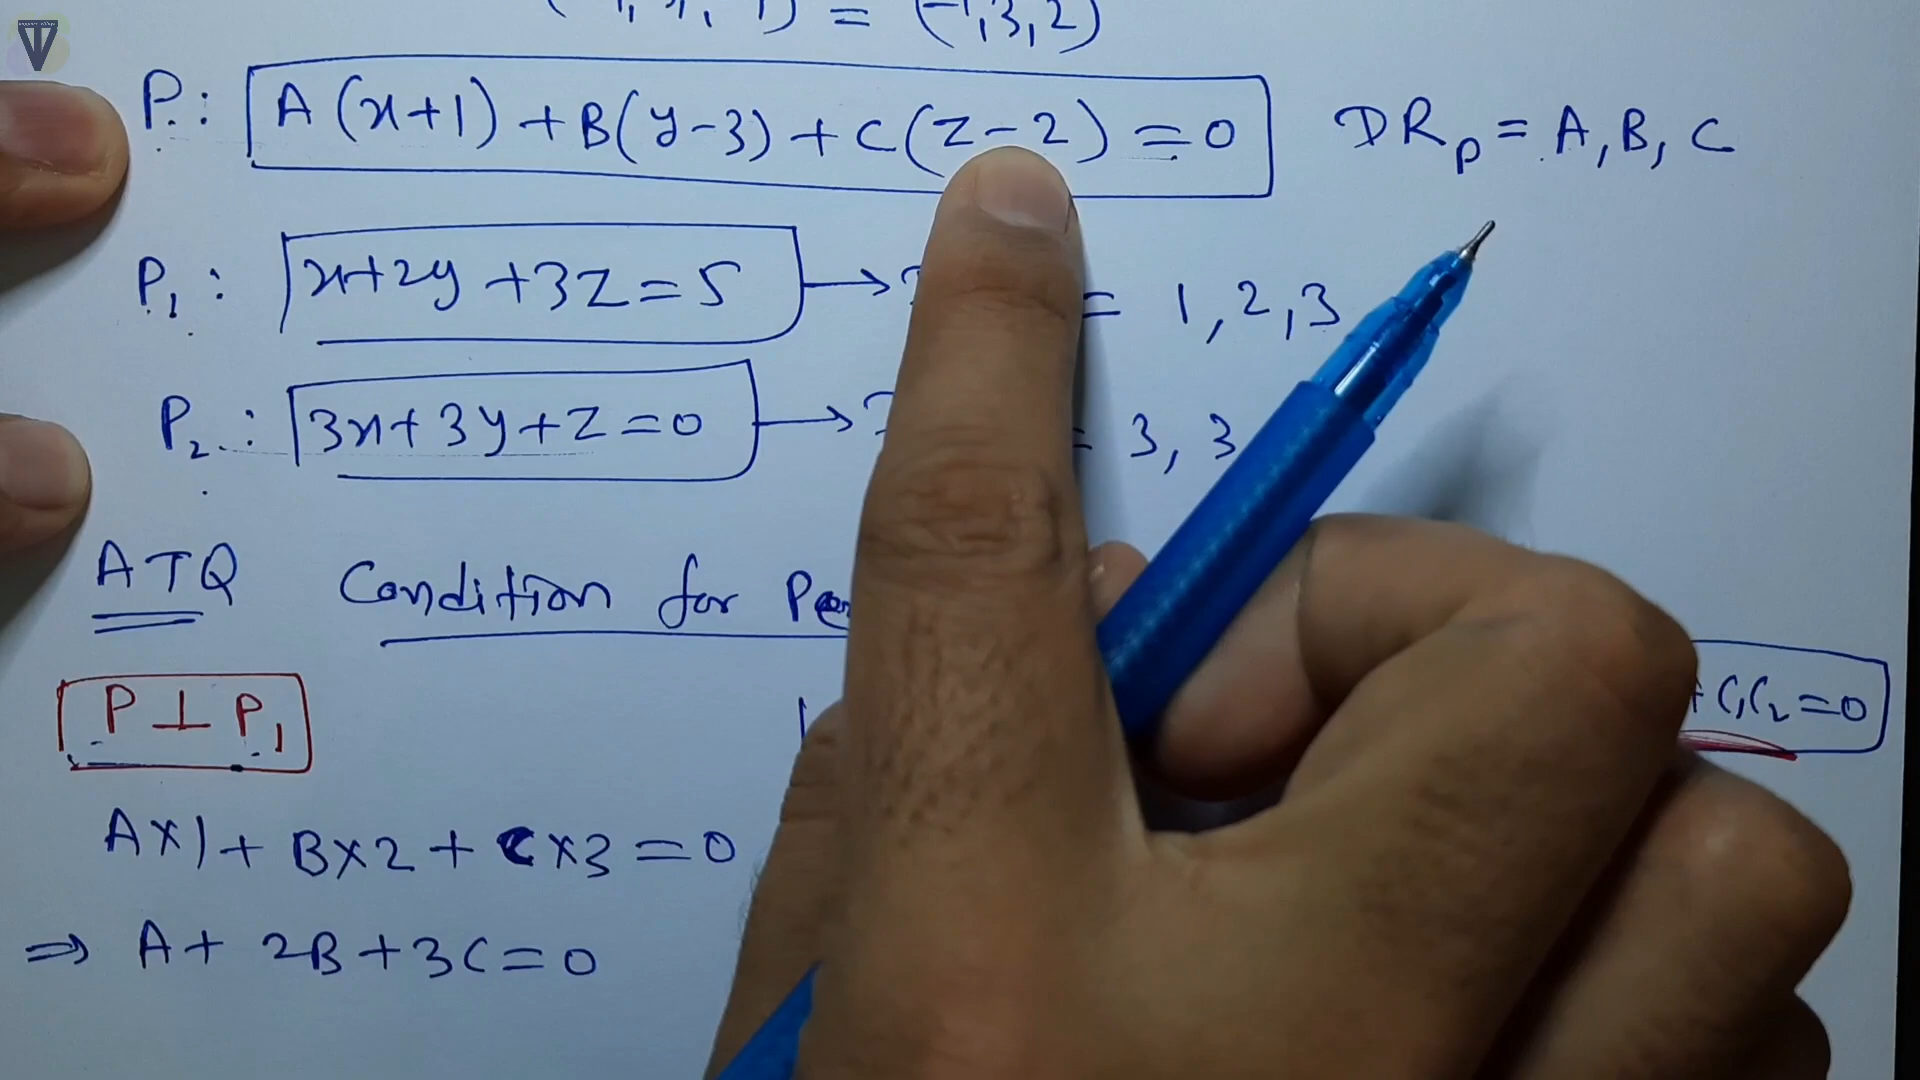 = (-1,3,2)
P: A(x+1)+B(y-3)+C(z-2)=0 DRp = A, B, C
P₁: x+2y+3z=5 → = 1,2,3
P₂: 3x+3y+z=0 → = 3, 3
ATQ Condition for
+ C₁C₂=0
P ⊥ P₁
A×1+ B×2 + C×3 = 0
⇒ A+ 2B+3C=0